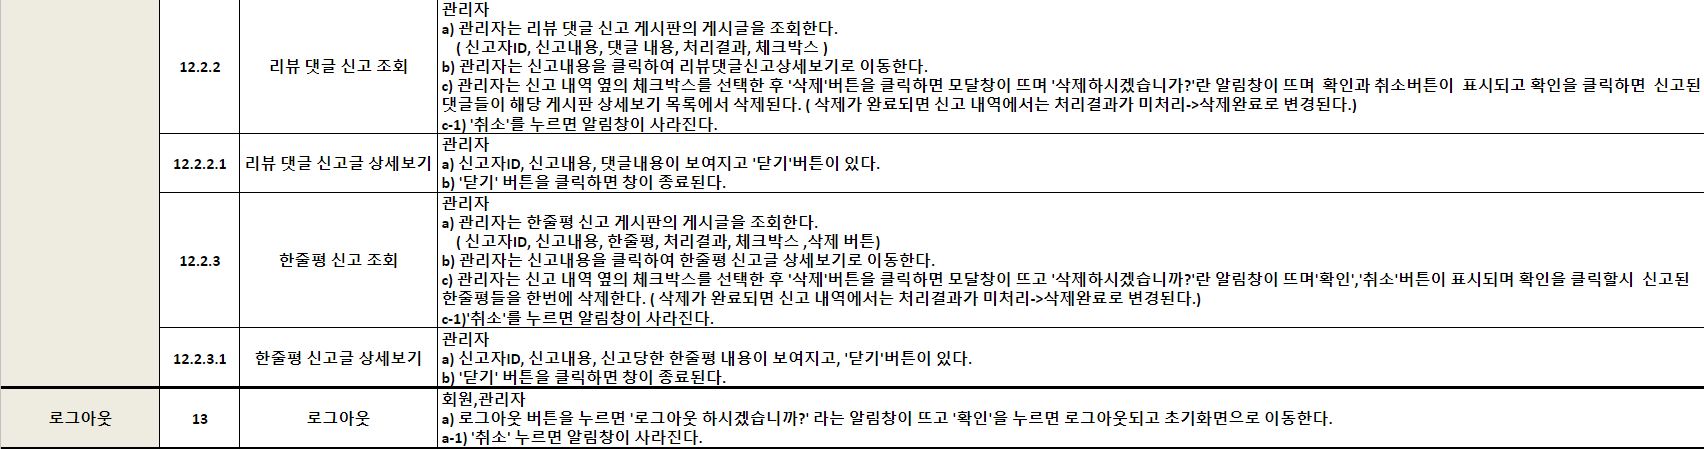 관리자
a) 관리자는 리뷰 댓글 신고 게시판의 게시글을 조회한다.
( 신고자ID, 신고내용, 댓글 내용, 처리결과, 체크박스 )
12.2.2
리뷰 댓글 신고 조회
b) 관리자는 신고내용을 클릭하여 리뷰댓글신고상세보기로 이동한다.
c) 관리자는 신고 내역 옆의 체크박스를 선택한 후 '삭제'버튼을 클릭하면 모달창이 뜨며 '삭제하시겠습니가?'란 알림창이 뜨며  확인과 취소버튼이  표시되고 확인을 클릭하면  신고된
댓글들이 해당 게시판 상세보기 목록에서 삭제된다. ( 삭제가 완료되면 신고 내역에서는 처리결과가 미처리->삭제완료로 변경된다.)
c-1) '취소'를 누르면 알림창이 사라진다.
관리자
12.2.2.1
리뷰 댓글 신고글 상세보기
a) 신고자ID, 신고내용, 댓글내용이 보여지고 '닫기'버튼이 있다.
b) '닫기' 버튼을 클릭하면 창이 종료된다.
관리자
a) 관리자는 한줄평 신고 게시판의 게시글을 조회한다.
( 신고자ID, 신고내용, 한줄평, 처리결과, 체크박스 ,삭제 버튼)
12.2.3
한줄평 신고 조회
b) 관리자는 신고내용을 클릭하여 한줄평 신고글 상세보기로 이동한다.
c) 관리자는 신고 내역 옆의 체크박스를 선택한 후 '삭제'버튼을 클릭하면 모달창이 뜨고 '삭제하시겠습니까?'란 알림창이 뜨며'확인','취소'버튼이 표시되며 확인을 클릭할시  신고된
한줄평들을 한번에 삭제한다. ( 삭제가 완료되면 신고 내역에서는 처리결과가 미처리->삭제완료로 변경된다.)
c-1)'취소'를 누르면 알림창이 사라진다.
관리자
12.2.3.1
한줄평 신고글 상세보기
a) 신고자ID, 신고내용, 신고당한 한줄평 내용이 보여지고, '닫기'버튼이 있다.
b) '닫기' 버튼을 클릭하면 창이 종료된다.
로그아웃
13
로그아웃
회원,관리자
a) 로그아웃 버튼을 누르면 '로그아웃 하시겠습니까?' 라는 알림창이 뜨고 '확인'을 누르면 로그아웃되고 초기화면으로 이동한다.
a-1) '취소' 누르면 알림창이 사라진다.